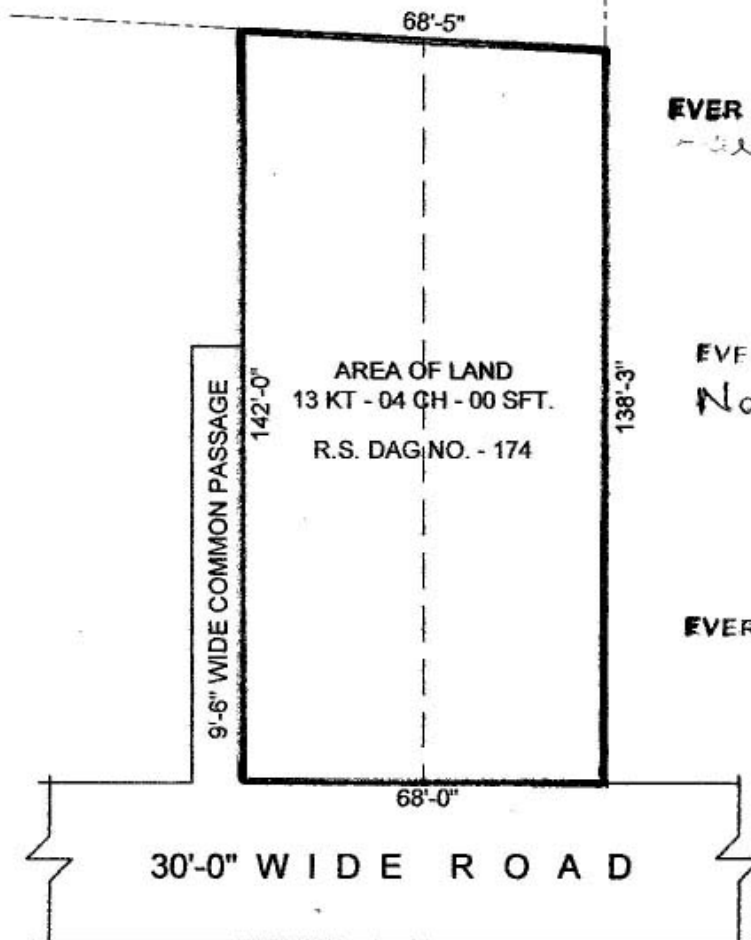 68'-5"
EVER
AREA OF LAND
13 KT - 04 CH - 00 SFT.
R.S. DAG NO. - 174
142'-0"
138'-3"
9'-6" WIDE COMMON PASSAGE
EVER
68'-0"
30'-0" WIDE ROAD